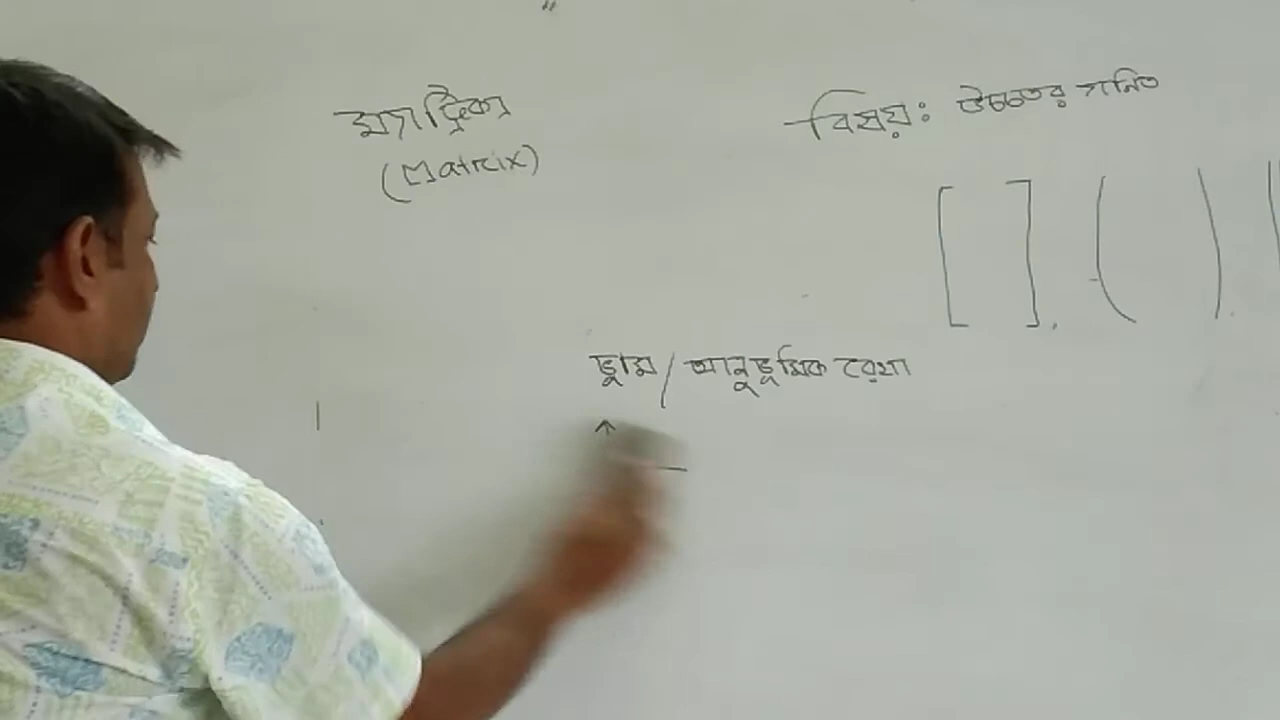 ম্যাট্রিক্স
(Matrix)
বিষয়: উচ্চতর গনিত
[ ], ( ),
ভূমি / আনুভূমিক রেখা